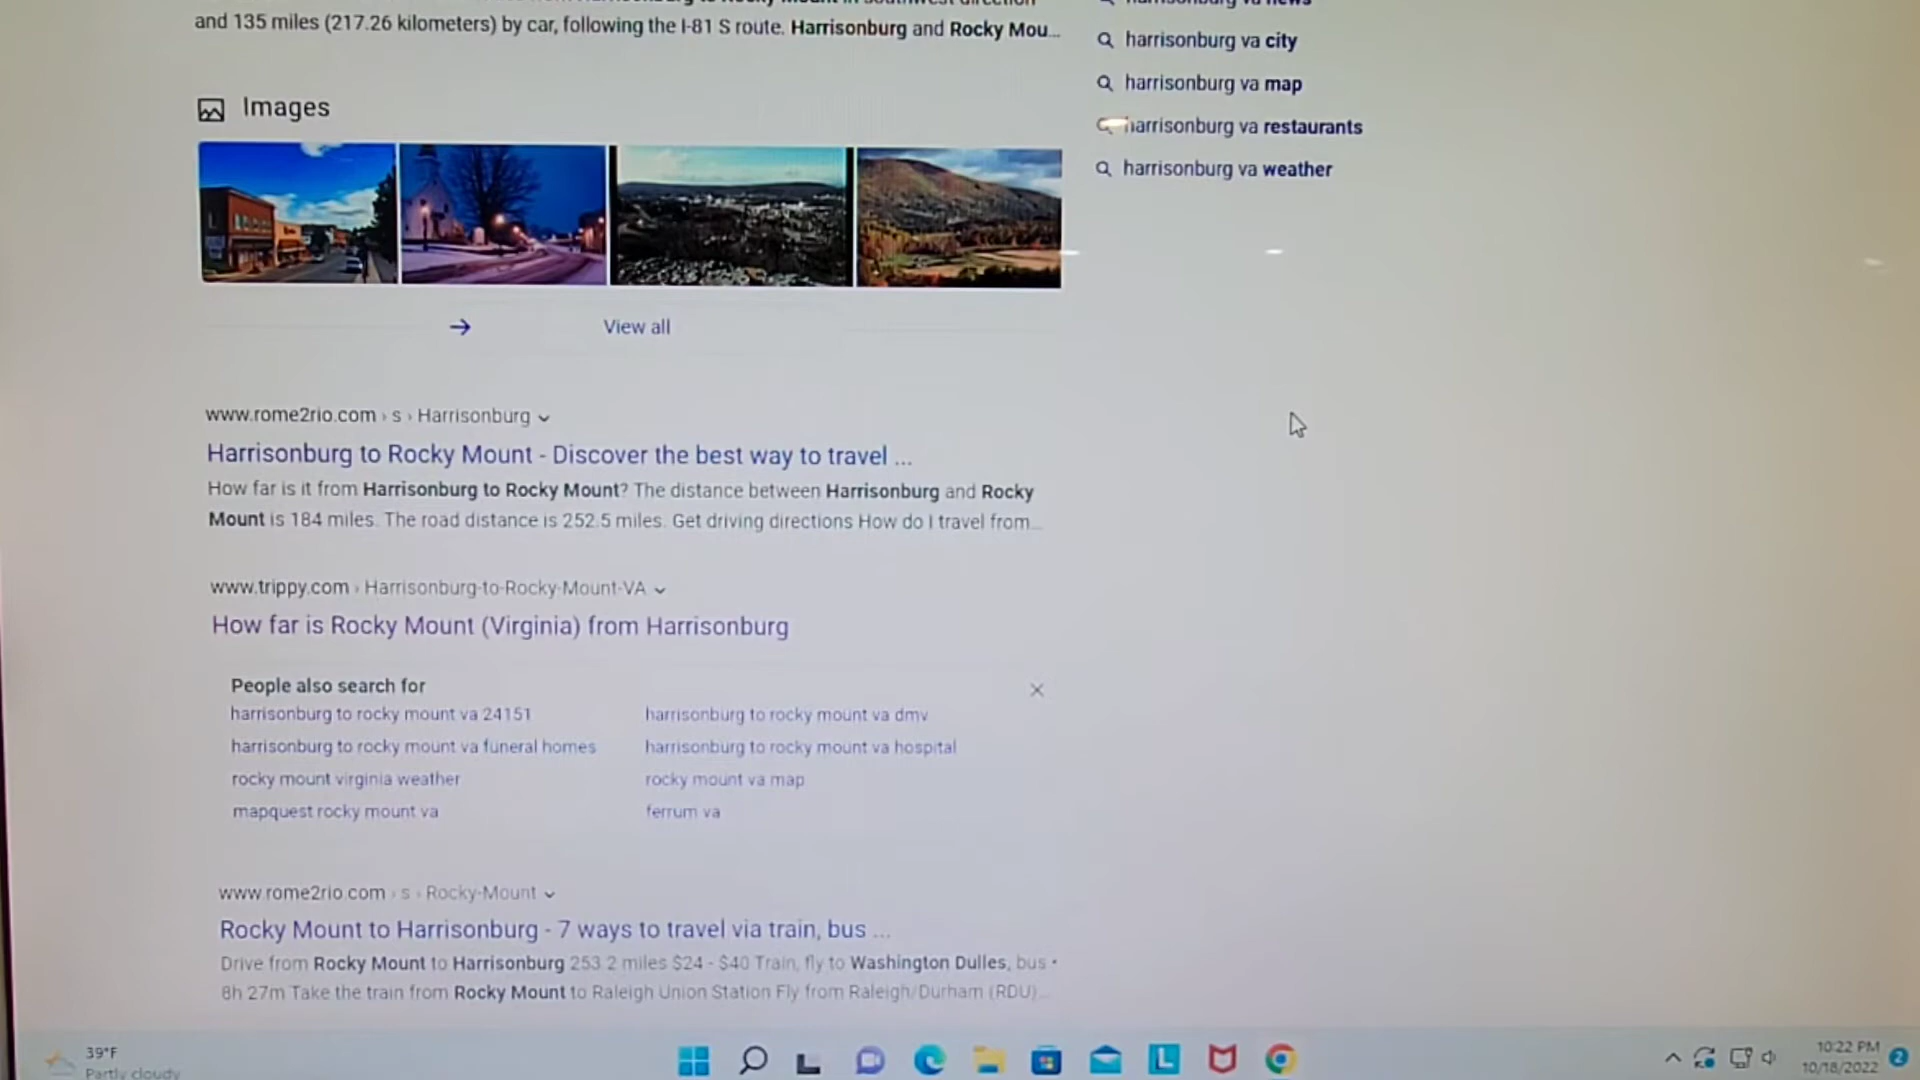 and 135 miles (217.26 kilometers) by car, following the I-81 S route. Harrisonburg and Rocky Mou...
harrisonburg va news
harrisonburg va city
harrisonburg va map
harrisonburg va restaurants
harrisonburg va weather
Images
View all
www.rome2rio.com › s › Harrisonburg
Harrisonburg to Rocky Mount - Discover the best way to travel ...
How far is it from Harrisonburg to Rocky Mount? The distance between Harrisonburg and Rocky
Mount is 184 miles. The road distance is 252.5 miles. Get driving directions How do I travel from...
www.trippy.com › Harrisonburg-to-Rocky-Mount-VA
How far is Rocky Mount (Virginia) from Harrisonburg
People also search for
harrisonburg to rocky mount va 24151
harrisonburg to rocky mount va dmv
harrisonburg to rocky mount va funeral homes
harrisonburg to rocky mount va hospital
rocky mount virginia weather
rocky mount va map
mapquest rocky mount va
ferrum va
www.rome2rio.com › s › Rocky-Mount
Rocky Mount to Harrisonburg - 7 ways to travel via train, bus ...
Drive from Rocky Mount to Harrisonburg 253.2 miles $24 - $40 Train, fly to Washington Dulles, bus •
8h 27m Take the train from Rocky Mount to Raleigh Union Station Fly from Raleigh/Durham (RDU)...
39°F
Partly cloudy
L
10:22 PM
10/18/2022
2